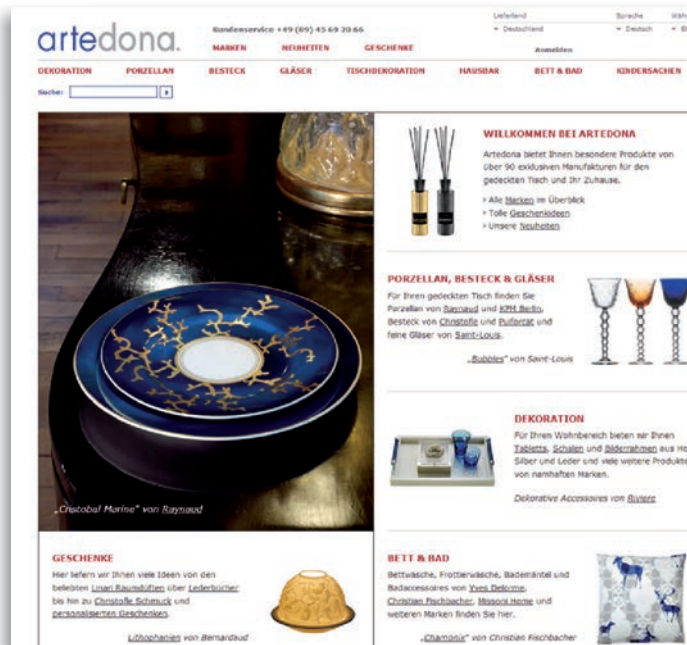 Lieferland Sprache
artedona.
Kundenservice +49 (89) 45 69 20 66
Deutschland Deutsch
MARKEN NEUHEITEN GESCHENKE Anmelden
DEKORATION PORZELLAN BESTECK GLÄSER TISCHDEKORATION HAUSBAR BETT & BAD KINDERSACHEN
Suche:
WILLKOMMEN BEI ARTEDONA
Artedona bietet Ihnen besondere Produkte von
über 90 exklusiven Manufakturen für den
gedeckten Tisch und Ihr Zuhause.
Alle Marken im Überblick
Tolle Geschenkideen
Unsere Neuheiten
PORZELLAN, BESTECK & GLÄSER
Für Ihren gedeckten Tisch finden Sie
Porzellan von Raynaud und KPM Berlin,
Besteck von Christofle und Puiforcat und
feine Gläser von Saint-Louis.
„Bubbles" von Saint-Louis
DEKORATION
Für Ihren Wohnbereich bieten wir Ihnen
Tabletts, Schalen und Bilderrahmen aus
Silber und Leder und viele weitere Produkte
von namhaften Marken.
Dekorative Accessoires von Riviere
„Cristobal Marine" von Raynaud
GESCHENKE
Hier liefern wir Ihnen viele Ideen von den
beliebten Linari Raumdüften über Lederbücher
bis hin zu Christofle Schmuck und
personalisierten Geschenken.
Lithophanien von Bernardaud
BETT & BAD
Bettwäsche, Frottierwäsche, Bademäntel und
Badaccessoires von Yves Delorme,
Christian Fischbacher, Missoni Home und
weiteren Marken finden Sie hier.
„Chamonix" von Christian Fischbacher